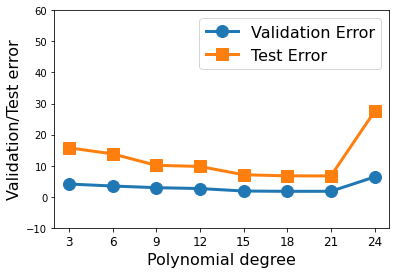 60
50
40
30
20
10
0
−10
Validation/Test error
Validation Error
Test Error
3 6 9 12 15 18 21 24
Polynomial degree